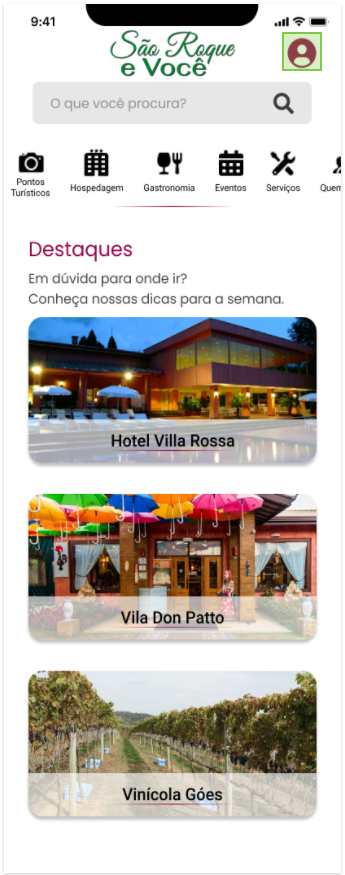 9:41
São Roque
e Você
O que você procura?
Pontos
Turísticos
Hospedagem
Gastronomia
Eventos
Serviços
Quem
Destaques
Em dúvida para onde ir?
Conheça nossas dicas para a semana.
Hotel Villa Rossa
Vila Don Patto
Vinícola Góes